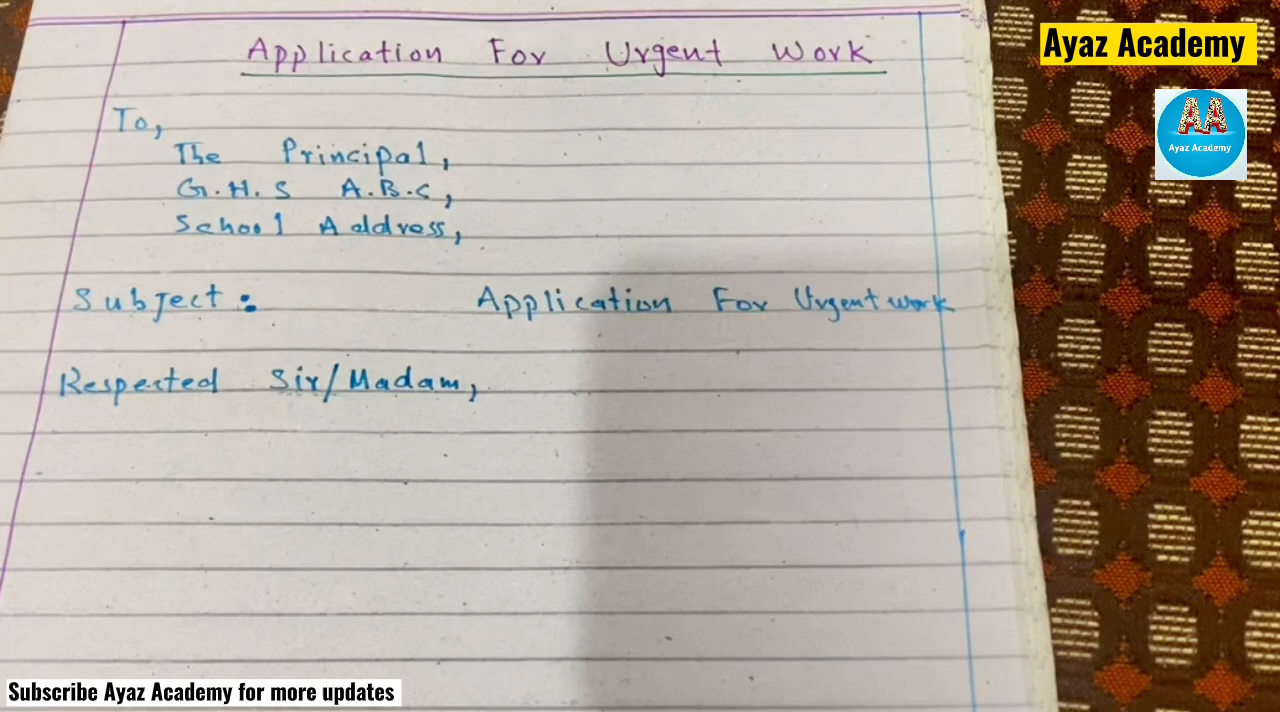 Application For Urgent Work
To,
The Principal,
G.H.S A.B.C,
School Address,
Subject: Application For Urgent work
Respected Sir/Madam,
Ayaz Academy
AA
Ayaz Academy
Subscribe Ayaz Academy for more updates